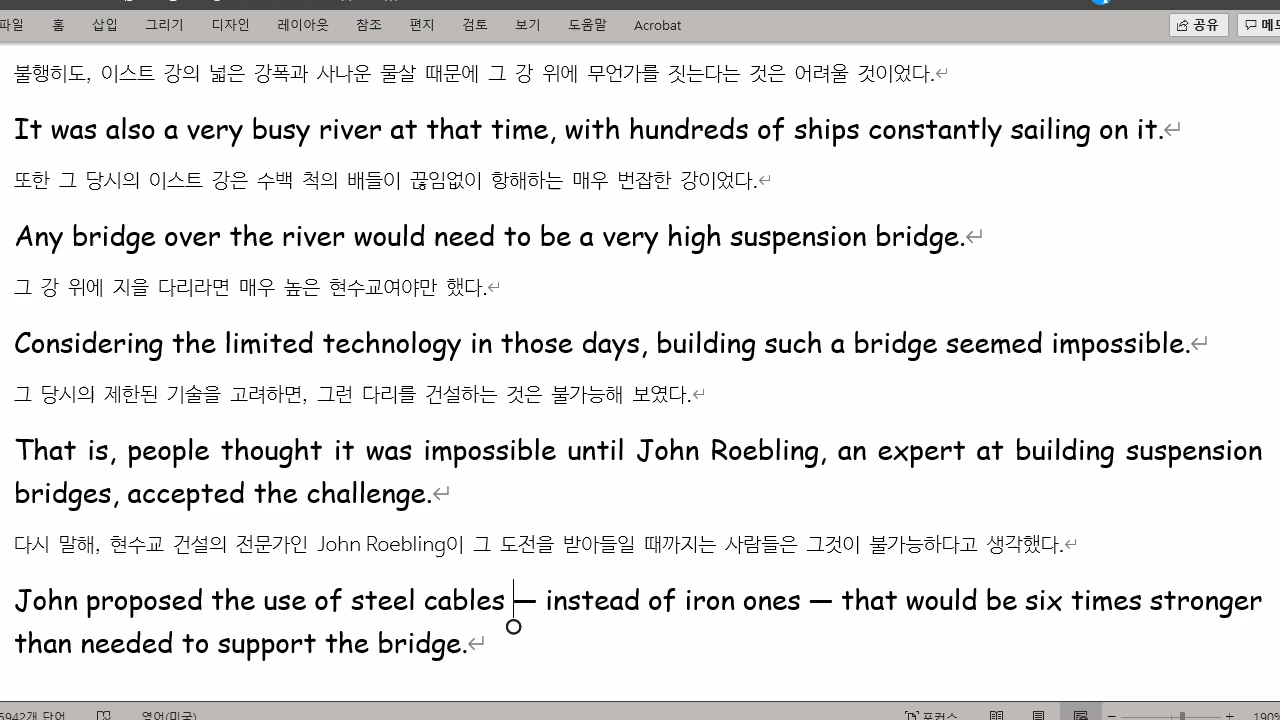 파일 홈 삽입 그리기 디자인 레이아웃 참조 편지 검토 보기 도움말 Acrobat 공유
불행히도, 이스트 강의 넓은 강폭과 사나운 물살 때문에 그 강 위에 무언가를 짓는다는 것은 어려울 것이었다.
It was also a very busy river at that time, with hundreds of ships constantly sailing on it.
또한 그 당시의 이스트 강은 수백 척의 배들이 끊임없이 항해하는 매우 번잡한 강이었다.
Any bridge over the river would need to be a very high suspension bridge.
그 강 위에 지을 다리라면 매우 높은 현수교여야만 했다.
Considering the limited technology in those days, building such a bridge seemed impossible.
그 당시의 제한된 기술을 고려하면, 그런 다리를 건설하는 것은 불가능해 보였다.
That is, people thought it was impossible until John Roebling, an expert at building suspension
bridges, accepted the challenge.
다시 말해, 현수교 건설의 전문가인 John Roebling이 그 도전을 받아들일 때까지는 사람들은 그것이 불가능하다고 생각했다.
John proposed the use of steel cables — instead of iron ones — that would be six times stronger
than needed to support the bridge.
5942개 단어 영어(미국) 포커스